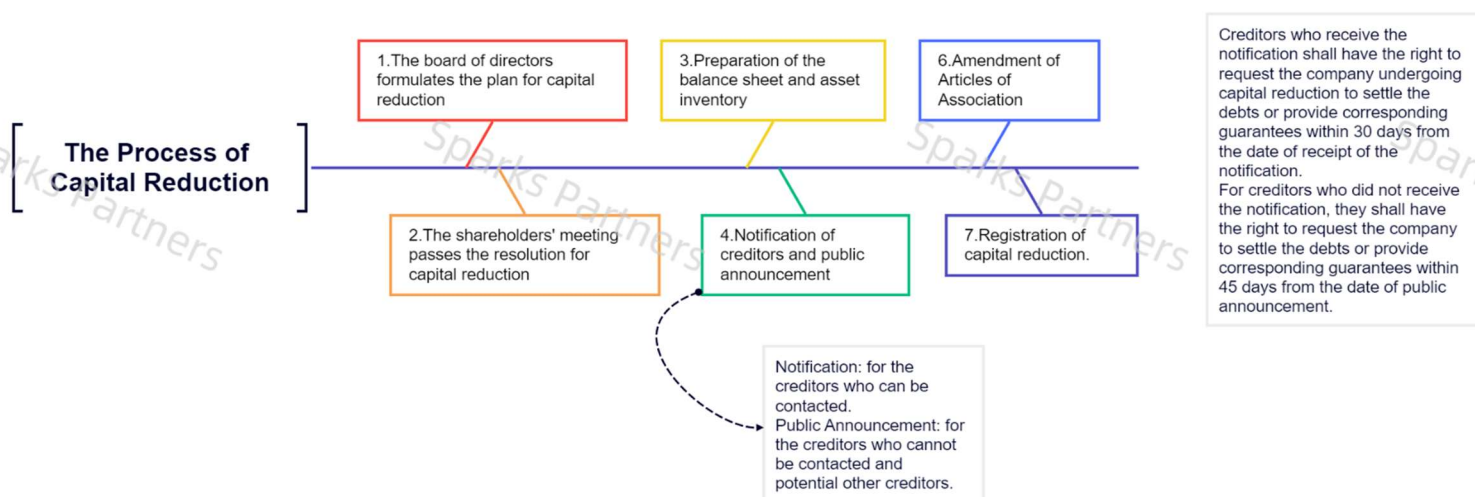 The Process of
Capital Reduction
1.The board of directors
formulates the plan for capital
reduction
2.The shareholders' meeting
passes the resolution for
capital reduction
3.Preparation of the
balance sheet and asset
inventory
4.Notification of
creditors and public
announcement
6.Amendment of
Articles of
Association
7.Registration of
capital reduction.
Notification: for the
creditors who can be
contacted.
Public Announcement: for
the creditors who cannot
be contacted and
potential other creditors.
Creditors who receive the
notification shall have the right to
request the company undergoing
capital reduction to settle the
debts or provide corresponding
guarantees within 30 days from
the date of receipt of the
notification.
For creditors who did not receive
the notification, they shall have
the right to request the company
to settle the debts or provide
corresponding guarantees within
45 days from the date of public
announcement.
arks Partners
Sparks Partners
Sparks Partners
Spar